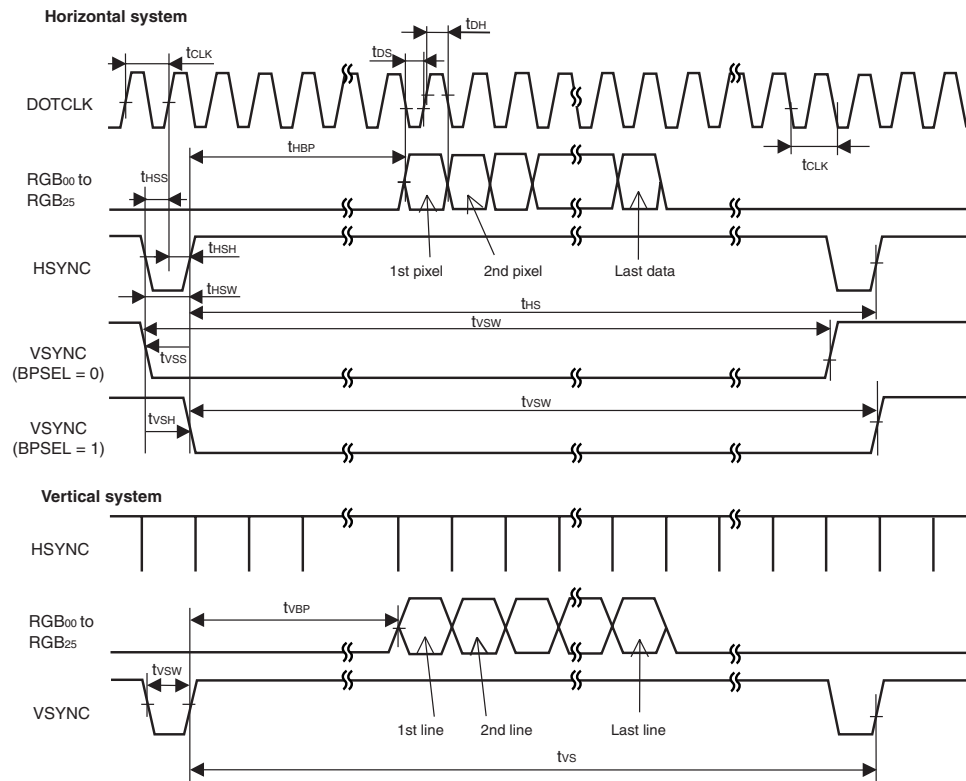 Horizontal system
tDH
tDS
tCLK
DOTCLK
tHBP
tCLK
tHSS
RGB00 to
RGB25
tHSH
HSYNC
1st pixel
2nd pixel
Last data
tHSW
tHS
tVSW
VSYNC
(BPSEL = 0)
tVSS
tVSW
tVSH
VSYNC
(BPSEL = 1)
Vertical system
HSYNC
tVBP
RGB00 to
RGB25
tVSW
VSYNC
1st line
2nd line
Last line
tVS